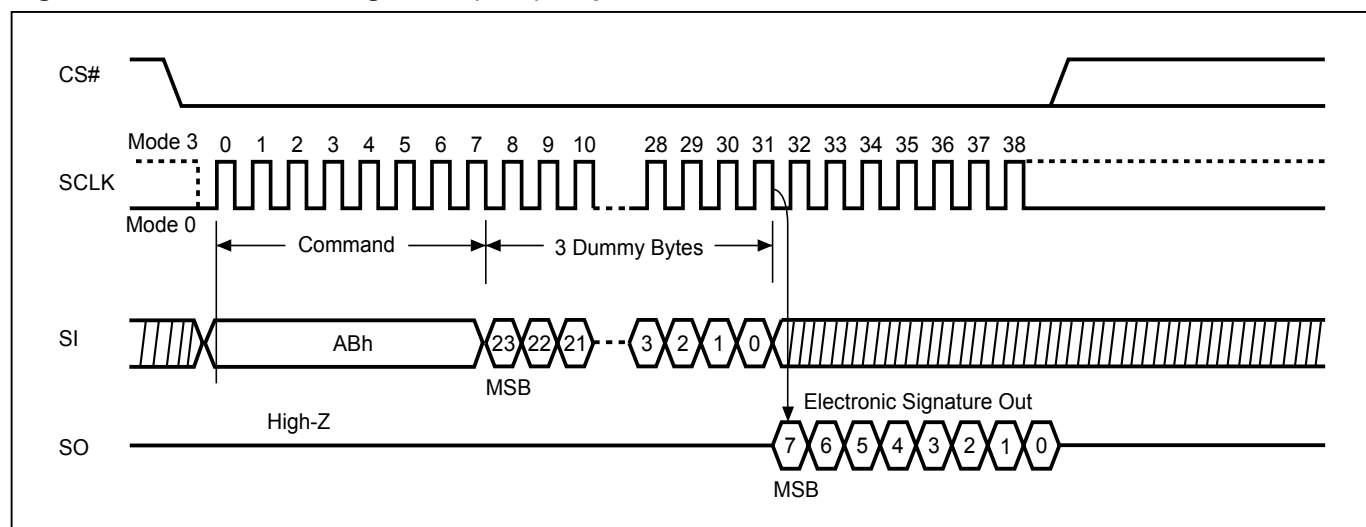 CS#
Mode 3 0 1 2 3 4 5 6 7 8 9 10 28 29 30 31 32 33 34 35 36 37 38
SCLK
Mode 0
Command 3 Dummy Bytes
SI ABh 23 22 21 3 2 1 0
MSB
Electronic Signature Out
High-Z
SO 7 6 5 4 3 2 1 0
MSB